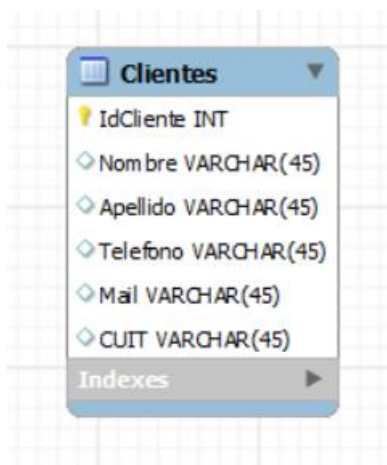 Clientes
IdCliente INT
Nombre VARCHAR(45)
Apellido VARCHAR(45)
Telefono VARCHAR(45)
Mail VARCHAR(45)
CUIT VARCHAR(45)
Indexes